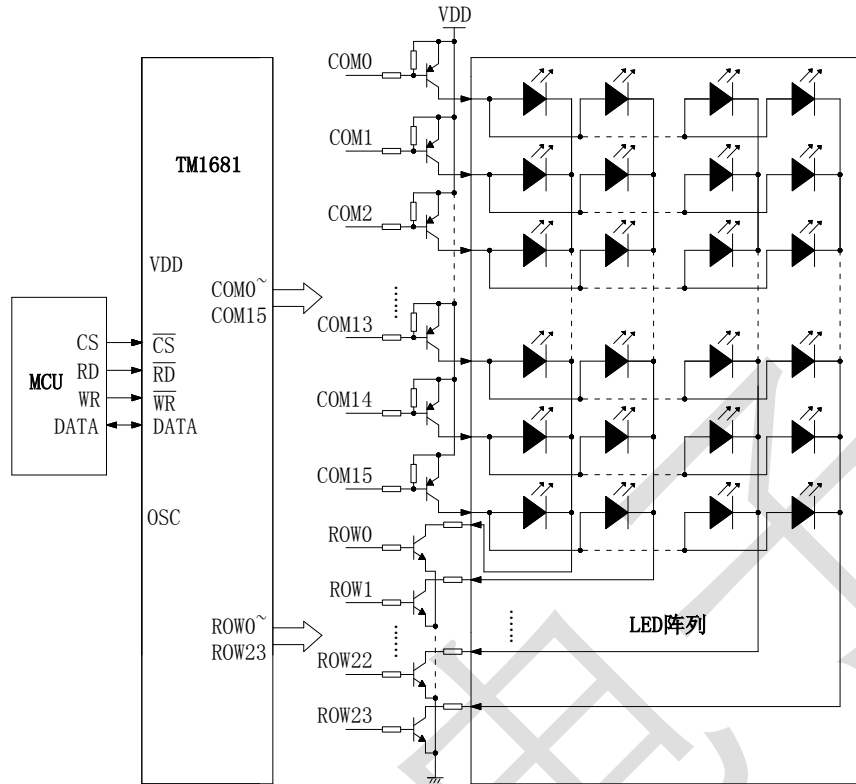 VDD
COM0
COM1
TM1681
COM2
VDD
COM0~
COM15
COM13
CS
CS
RD
RD
MCU
WR
WR
DATA
DATA
COM14
COM15
OSC
ROW0
ROW1
LED阵列
ROW0~
ROW23
ROW22
ROW23